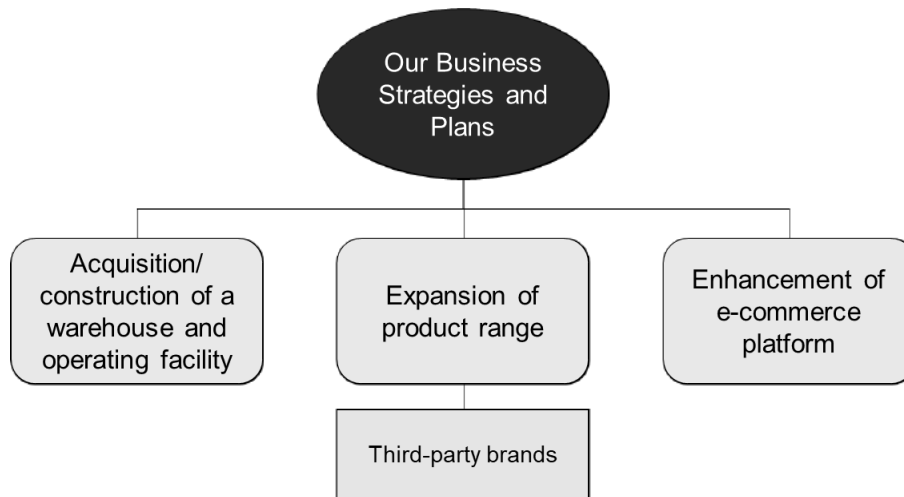 Our Business
Strategies and
Plans
Acquisition/
construction of a
warehouse and
operating facility
Expansion of
product range
Enhancement of
e-commerce
platform
Third-party brands